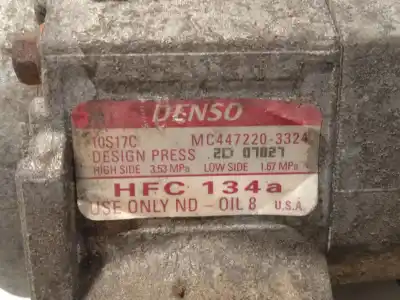 DENSO
10S17C MC447220-3324
DESIGN PRESS 2D 07827
HIGH SIDE 3.53 MPa LOW SIDE 1.67 MPa
HFC 134a
USE ONLY ND-OIL 8 U.S.A.